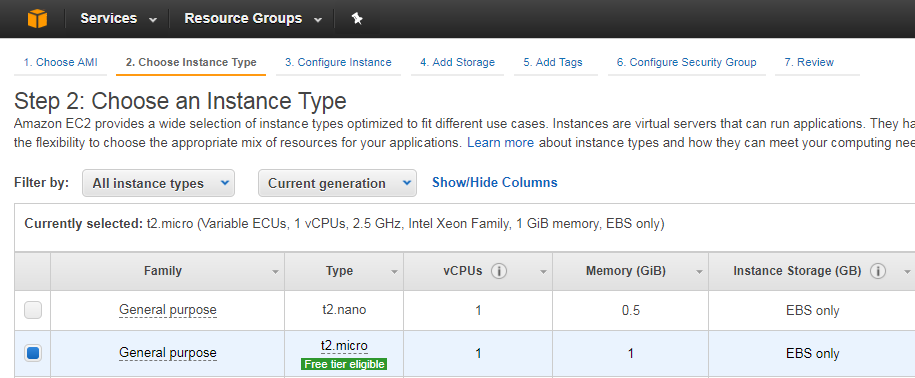 Services Resource Groups
1. Choose AMI 2. Choose Instance Type 3. Configure Instance 4. Add Storage 5. Add Tags 6. Configure Security Group 7. Review
Step 2: Choose an Instance Type
Amazon EC2 provides a wide selection of instance types optimized to fit different use cases. Instances are virtual servers that can run applications. They ha
the flexibility to choose the appropriate mix of resources for your applications. Learn more about instance types and how they can meet your computing nee
Filter by: All instance types Current generation Show/Hide Columns
Currently selected: t2.micro (Variable ECUs, 1 vCPUs, 2.5 GHz, Intel Xeon Family, 1 GiB memory, EBS only)
Family Type vCPUs i Memory (GiB) Instance Storage (GB) i
General purpose t2.nano 1 0.5 EBS only
General purpose t2.micro 1 1 EBS only
Free tier eligible